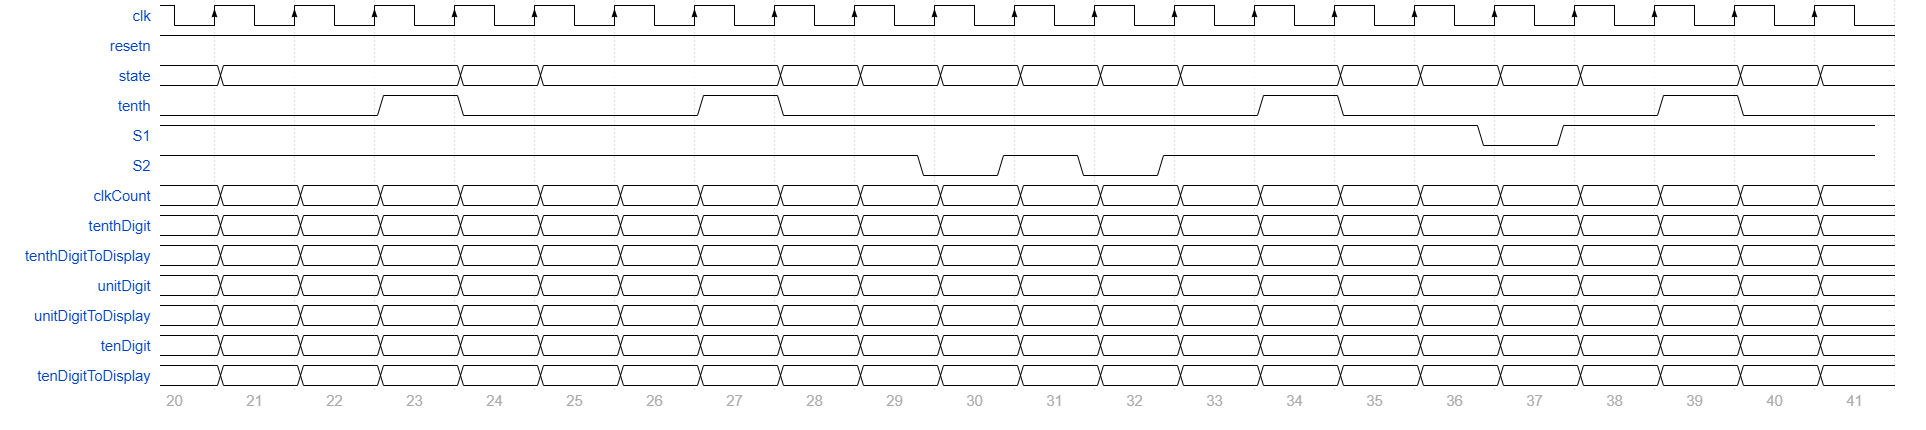 clk
resetn
state
tenth
S1
S2
clkCount
tenthDigit
tenthDigitToDisplay
unitDigit
unitDigitToDisplay
tenDigit
tenDigitToDisplay
20 21 22 23 24 25 26 27 28 29 30 31 32 33 34 35 36 37 38 39 40 41